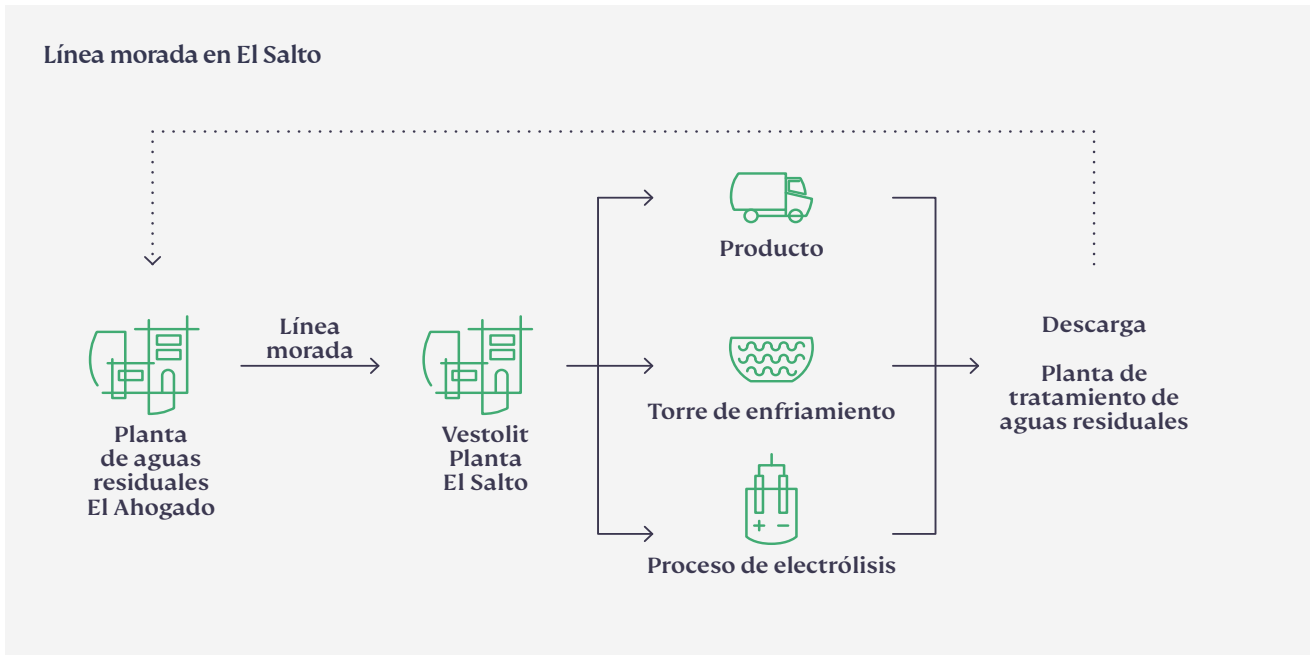 Línea morada en El Salto
Línea
morada
Planta
de aguas
residuales
El Ahogado
Vestolit
Planta
El Salto
Producto
Torre de enfriamiento
+ −
Proceso de electrólisis
Descarga
Planta de
tratamiento de
aguas residuales